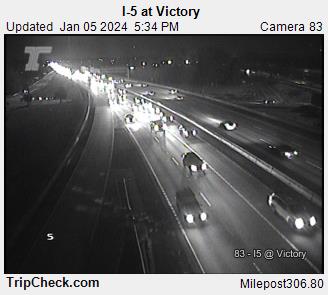 I-5 at Victory
Updated Jan 05 2024 5:34 PM Camera 83
S
83 - I5 @ Victory
TripCheck.com Milepost306.80